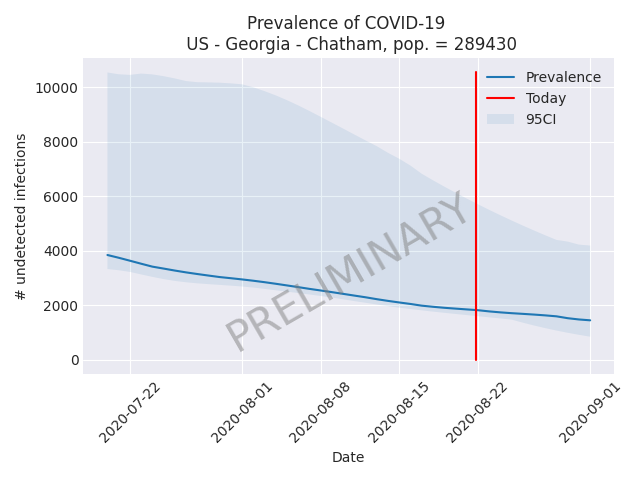 Prevalence of COVID-19
US - Georgia - Chatham, pop. = 289430
Prevalence
Today
95CI
10000
8000
6000
4000
2000
0
# undetected infections
PRELIMINARY
2020-07-22
2020-08-01
2020-08-08
2020-08-15
2020-08-22
2020-09-01
Date